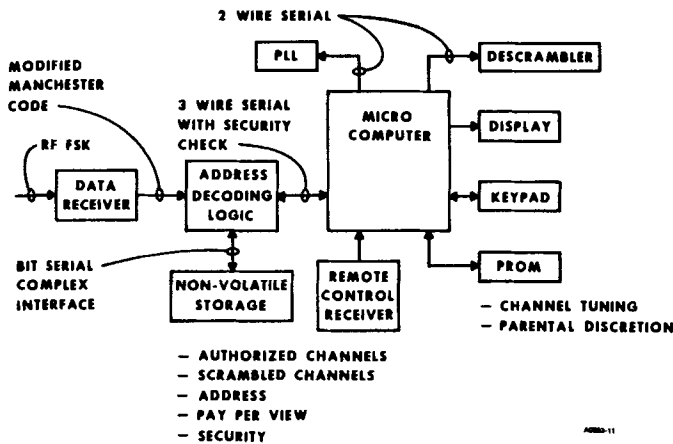 2 WIRE SERIAL
PLL
DESCRAMBLER
MODIFIED
MANCHESTER
CODE
3 WIRE SERIAL
WITH SECURITY
CHECK
MICRO
COMPUTER
DISPLAY
RF FSK
DATA
RECEIVER
ADDRESS
DECODING
LOGIC
KEYPAD
BIT SERIAL
COMPLEX
INTERFACE
NON-VOLATILE
STORAGE
REMOTE
CONTROL
RECEIVER
PROM
– CHANNEL TUNING
– PARENTAL DISCRETION
– AUTHORIZED CHANNELS
– SCRAMBLED CHANNELS
– ADDRESS
– PAY PER VIEW
– SECURITY